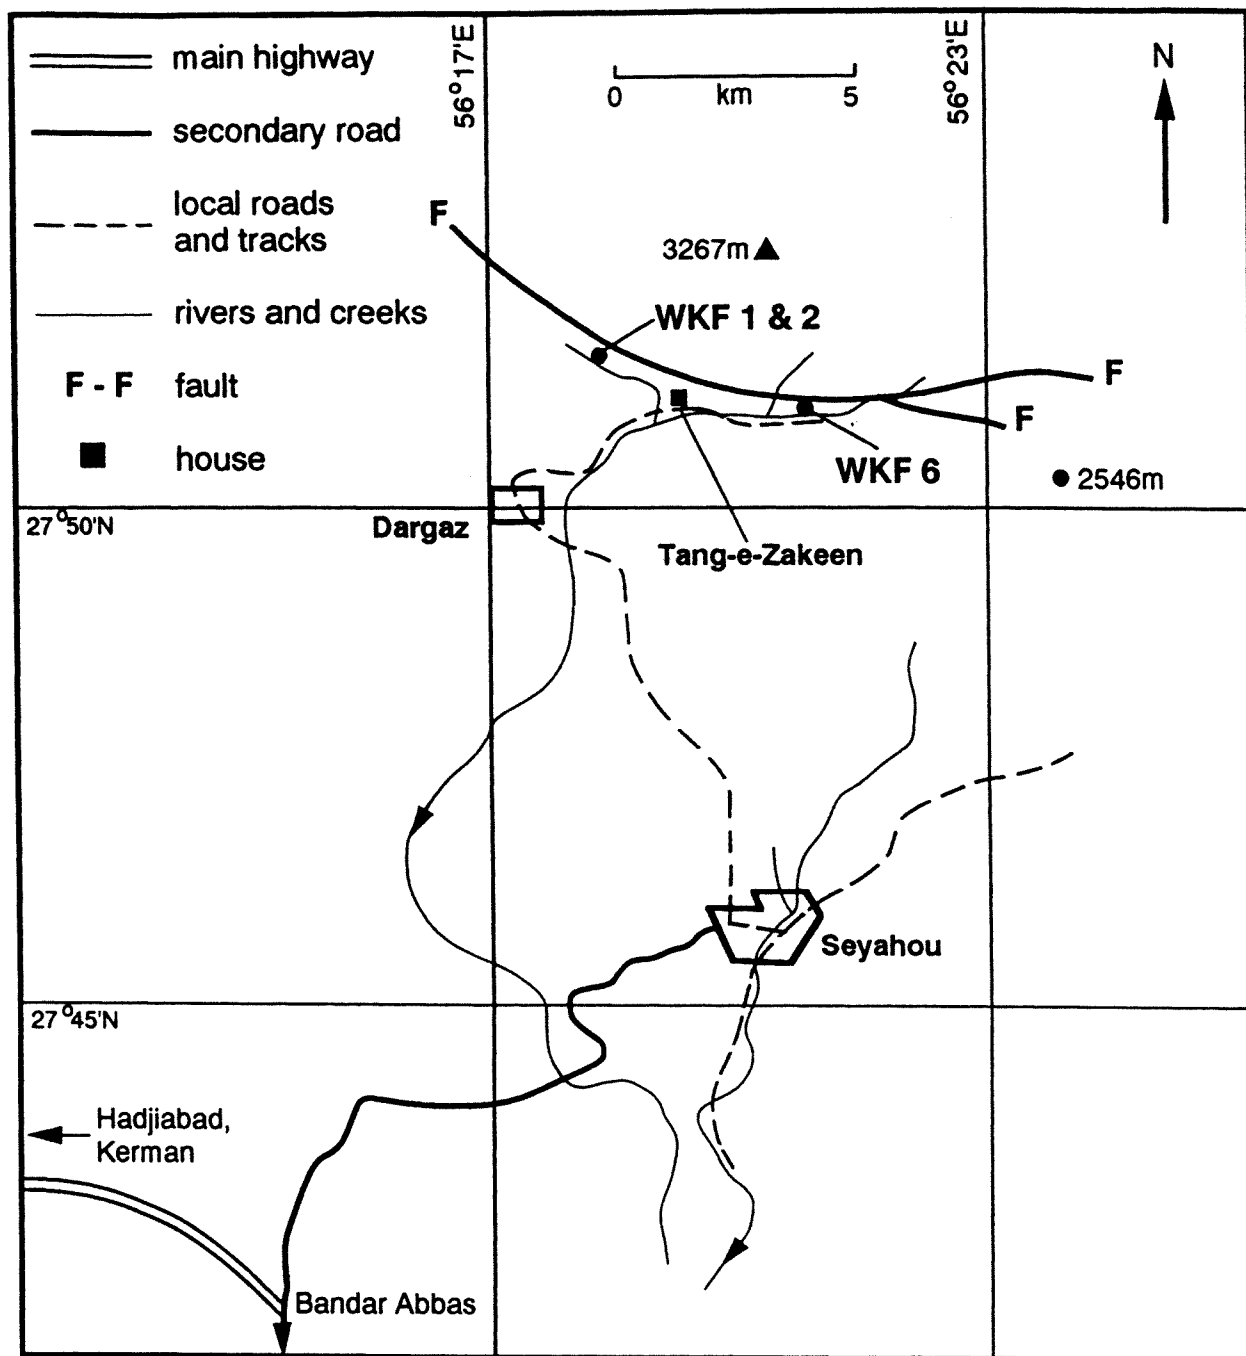 main highway
secondary road
local roads
and tracks
rivers and creeks
F - F fault
house
56°17'E
0 km 5
56°23'E
N
F
3267m
WKF 1 & 2
F
F
WKF 6
2546m
27°50'N
Dargaz
Tang-e-Zakeen
Seyahou
27°45'N
Hadjiabad,
Kerman
Bandar Abbas